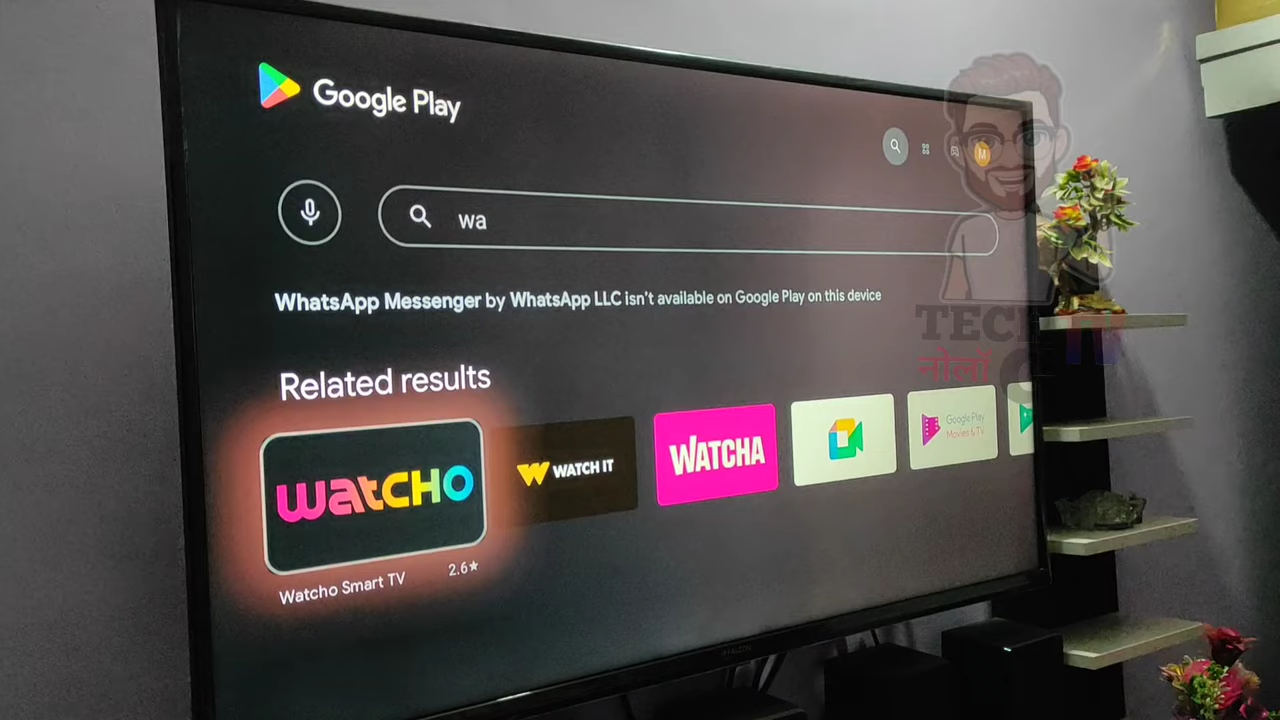 Google Play
M
wa
WhatsApp Messenger by WhatsApp LLC isn't available on Google Play on this device
Related results
watcho
WATCH IT
WATCHA
Google Play
Movies & TV
Watcho Smart TV 2.6★
TECH
TV
नोलॉ